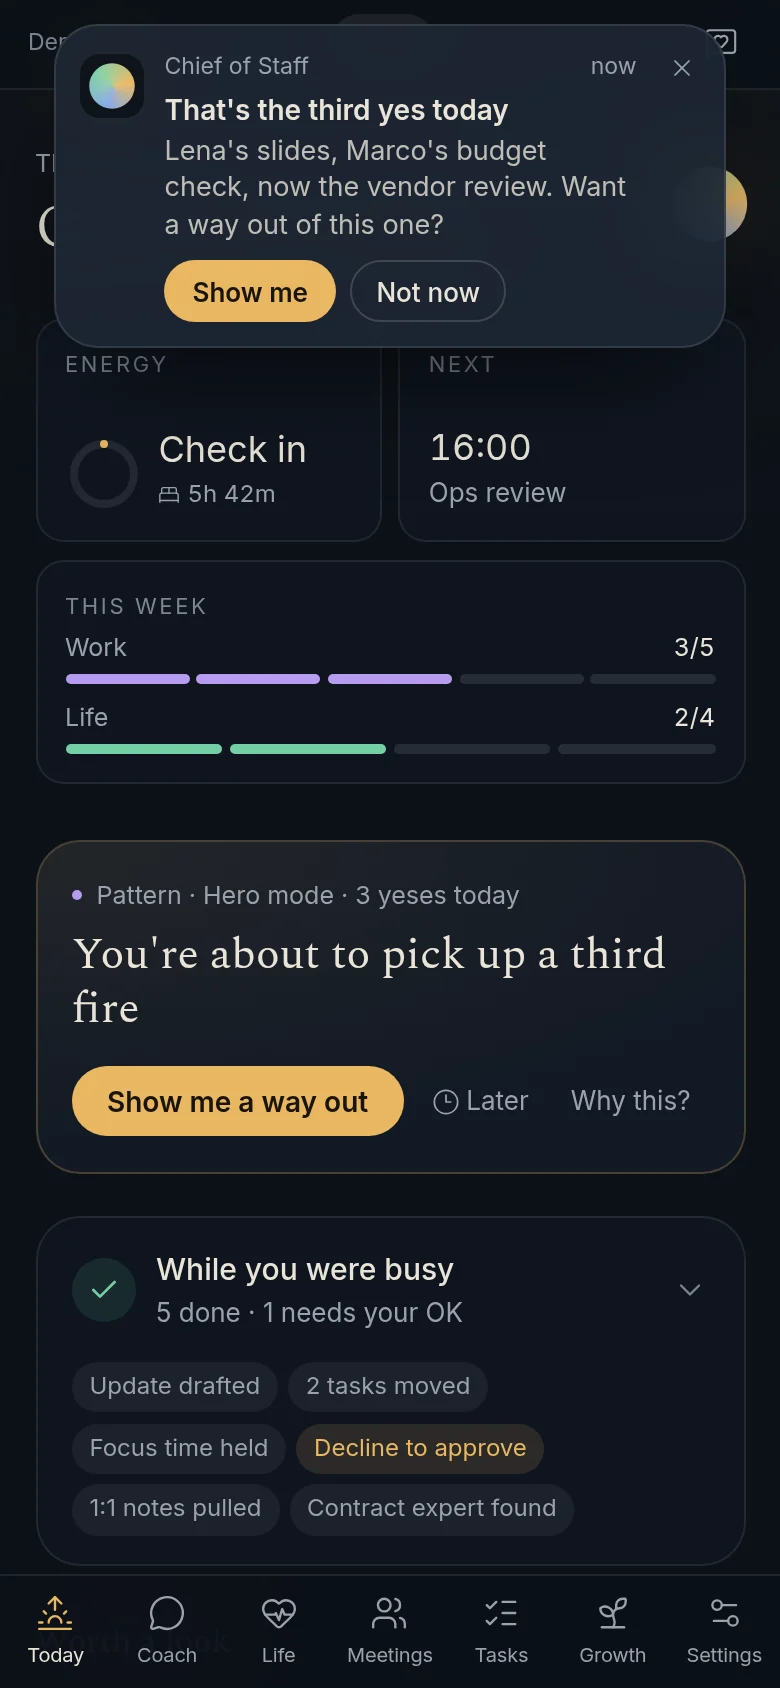 Chief of Staff
now
That's the third yes today
Lena's slides, Marco's budget
check, now the vendor review. Want
a way out of this one?
Show me
Not now
ENERGY
Check in
5h 42m
NEXT
16:00
Ops review
THIS WEEK
Work
3/5
Life
2/4
Pattern · Hero mode · 3 yeses today
You're about to pick up a third
fire
Show me a way out
Later
Why this?
While you were busy
5 done · 1 needs your OK
Update drafted
2 tasks moved
Focus time held
Decline to approve
1:1 notes pulled
Contract expert found
Today
Coach
Life
Meetings
Tasks
Growth
Settings